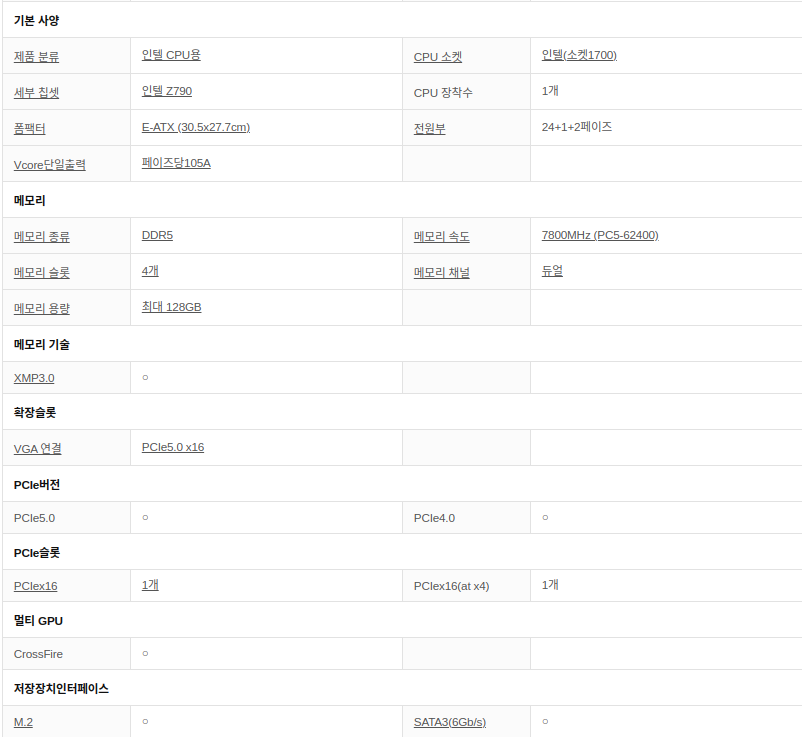 기본 사양
제품 분류 인텔 CPU용 CPU 소켓 인텔(소켓1700)
세부 칩셋 인텔 Z790 CPU 장착수 1개
폼팩터 E-ATX (30.5x27.7cm) 전원부 24+1+2페이즈
Vcore단일출력 페이즈당105A
메모리
메모리 종류 DDR5 메모리 속도 7800MHz (PC5-62400)
메모리 슬롯 4개 메모리 채널 듀얼
메모리 용량 최대 128GB
메모리 기술
XMP3.0 ○
확장슬롯
VGA 연결 PCIe5.0 x16
PCIe버전
PCIe5.0 ○ PCIe4.0 ○
PCIe슬롯
PCIex16 1개 PCIex16(at x4) 1개
멀티 GPU
CrossFire ○
저장장치인터페이스
M.2 ○ SATA3(6Gb/s) ○